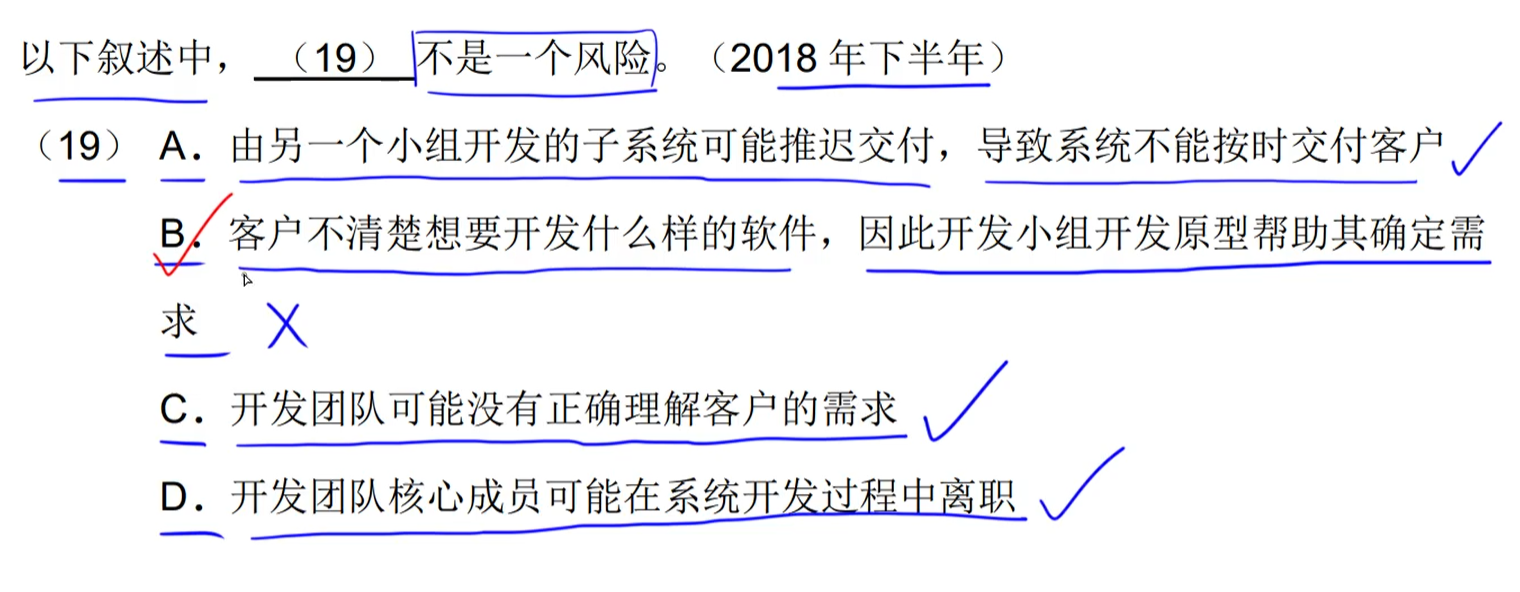 以下叙述中，（19）不是一个风险。（2018 年下半年）
（19） A．由另一个小组开发的子系统可能推迟交付，导致系统不能按时交付客户
B．客户不清楚想要开发什么样的软件，因此开发小组开发原型帮助其确定需
求
C．开发团队可能没有正确理解客户的需求
D．开发团队核心成员可能在系统开发过程中离职